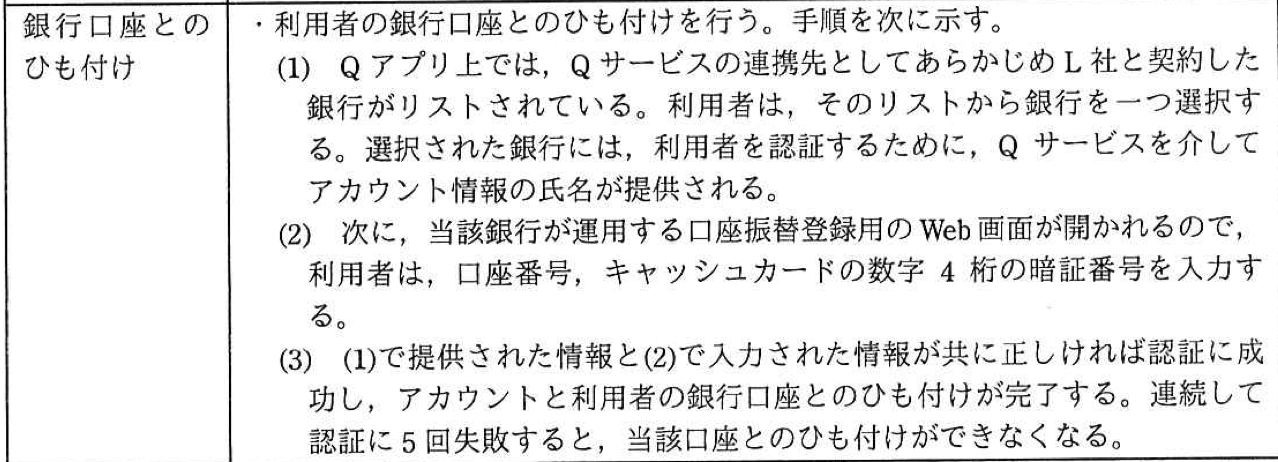 銀行口座とのひも付け
・利用者の銀行口座とのひも付けを行う。手順を次に示す。
(1) Qアプリ上では，Qサービスの連携先としてあらかじめL社と契約した
銀行がリストされている。利用者は，そのリストから銀行を一つ選択す
る。選択された銀行には，利用者を認証するために，Qサービスを介して
アカウント情報の氏名が提供される。
(2) 次に，当該銀行が運用する口座振替登録用のWeb画面が開かれるので，
利用者は，口座番号，キャッシュカードの数字4桁の暗証番号を入力す
る。
(3) (1)で提供された情報と(2)で入力された情報が共に正しければ認証に成
功し，アカウントと利用者の銀行口座とのひも付けが完了する。連続して
認証に5回失敗すると，当該口座とのひも付けができなくなる。